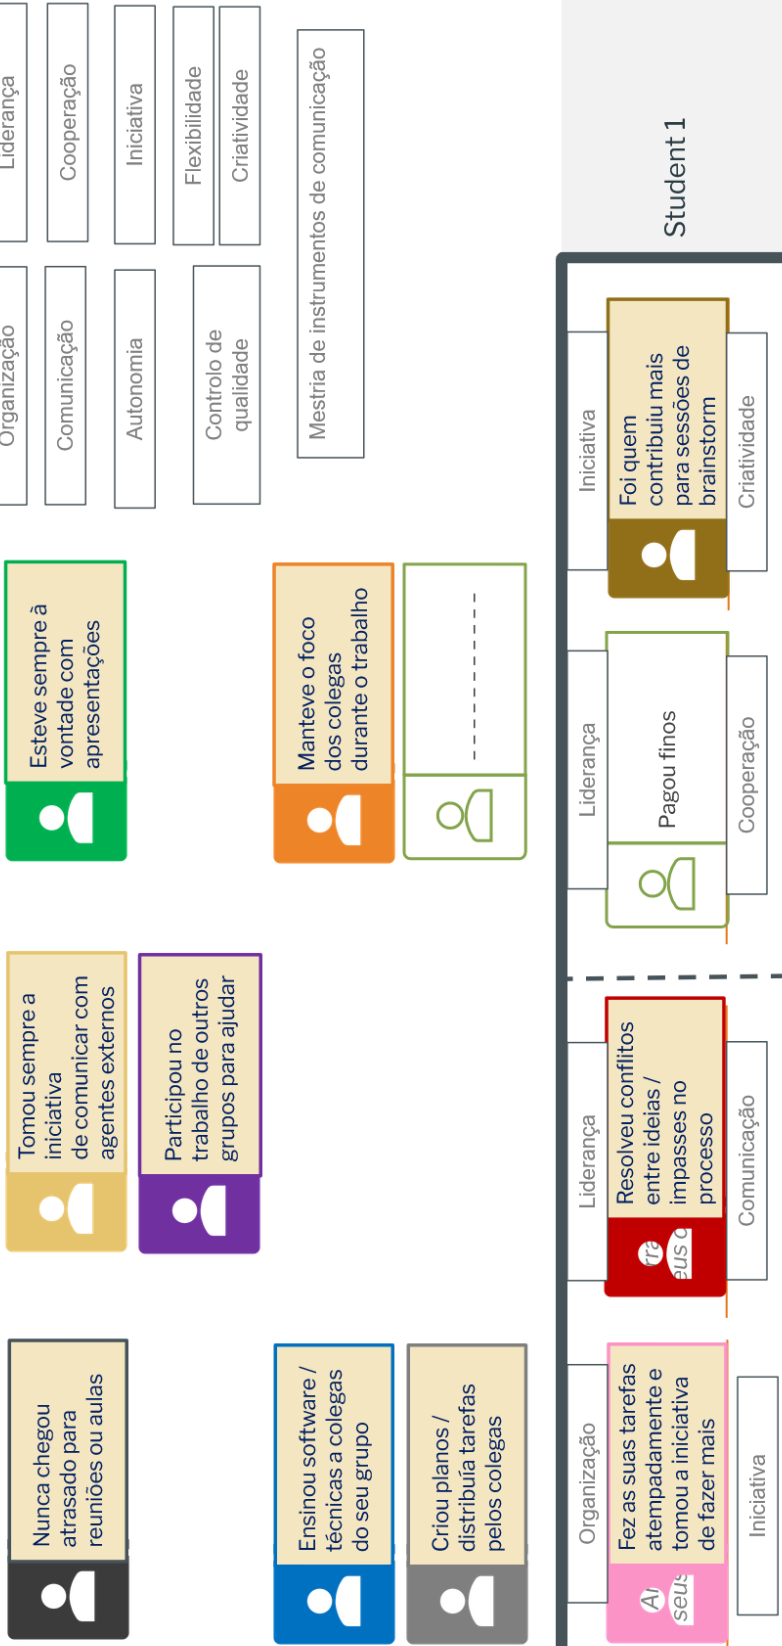 Nunca chegou
atrasado para
reuniões ou aulas
Tomou sempre a
iniciativa
de comunicar com
agentes externos
Esteve sempre à
vontade com
apresentações
Organização
Liderança
Comunicação
Cooperação
Autonomia
Iniciativa
Participou no
trabalho de outros
grupos para ajudar
Controlo de
qualidade
Flexibilidade
Criatividade
Ensinou software /
técnicas a colegas
do seu grupo
Manteve o foco
dos colegas
durante o trabalho
Mestria de instrumentos de comunicação
Criou planos /
distribuía tarefas
pelos colegas
Organização
Fez as suas tarefas
atempadamente e
tomou a iniciativa
de fazer mais
seus
Iniciativa
Liderança
Resolveu conflitos
entre ideias /
impasses no
processo
Comunicação
Liderança
Pagou finos
Cooperação
Iniciativa
Foi quem
contribuiu mais
para sessões de
brainstorm
Criatividade
Student 1